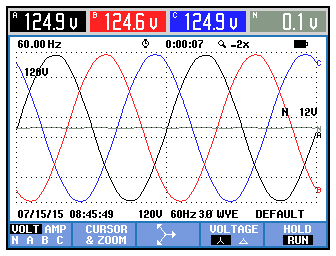 A 124.9 V B 124.6 V C 124.9 V N 0.1 V
60.00 Hz 0:00:07 -2x
C
120V
N 12V
N
A
B
07/15/15 08:45:49 120V 60Hz 3Ø WYE DEFAULT
VOLT AMP CURSOR VOLTAGE HOLD
N A B C & ZOOM RUN